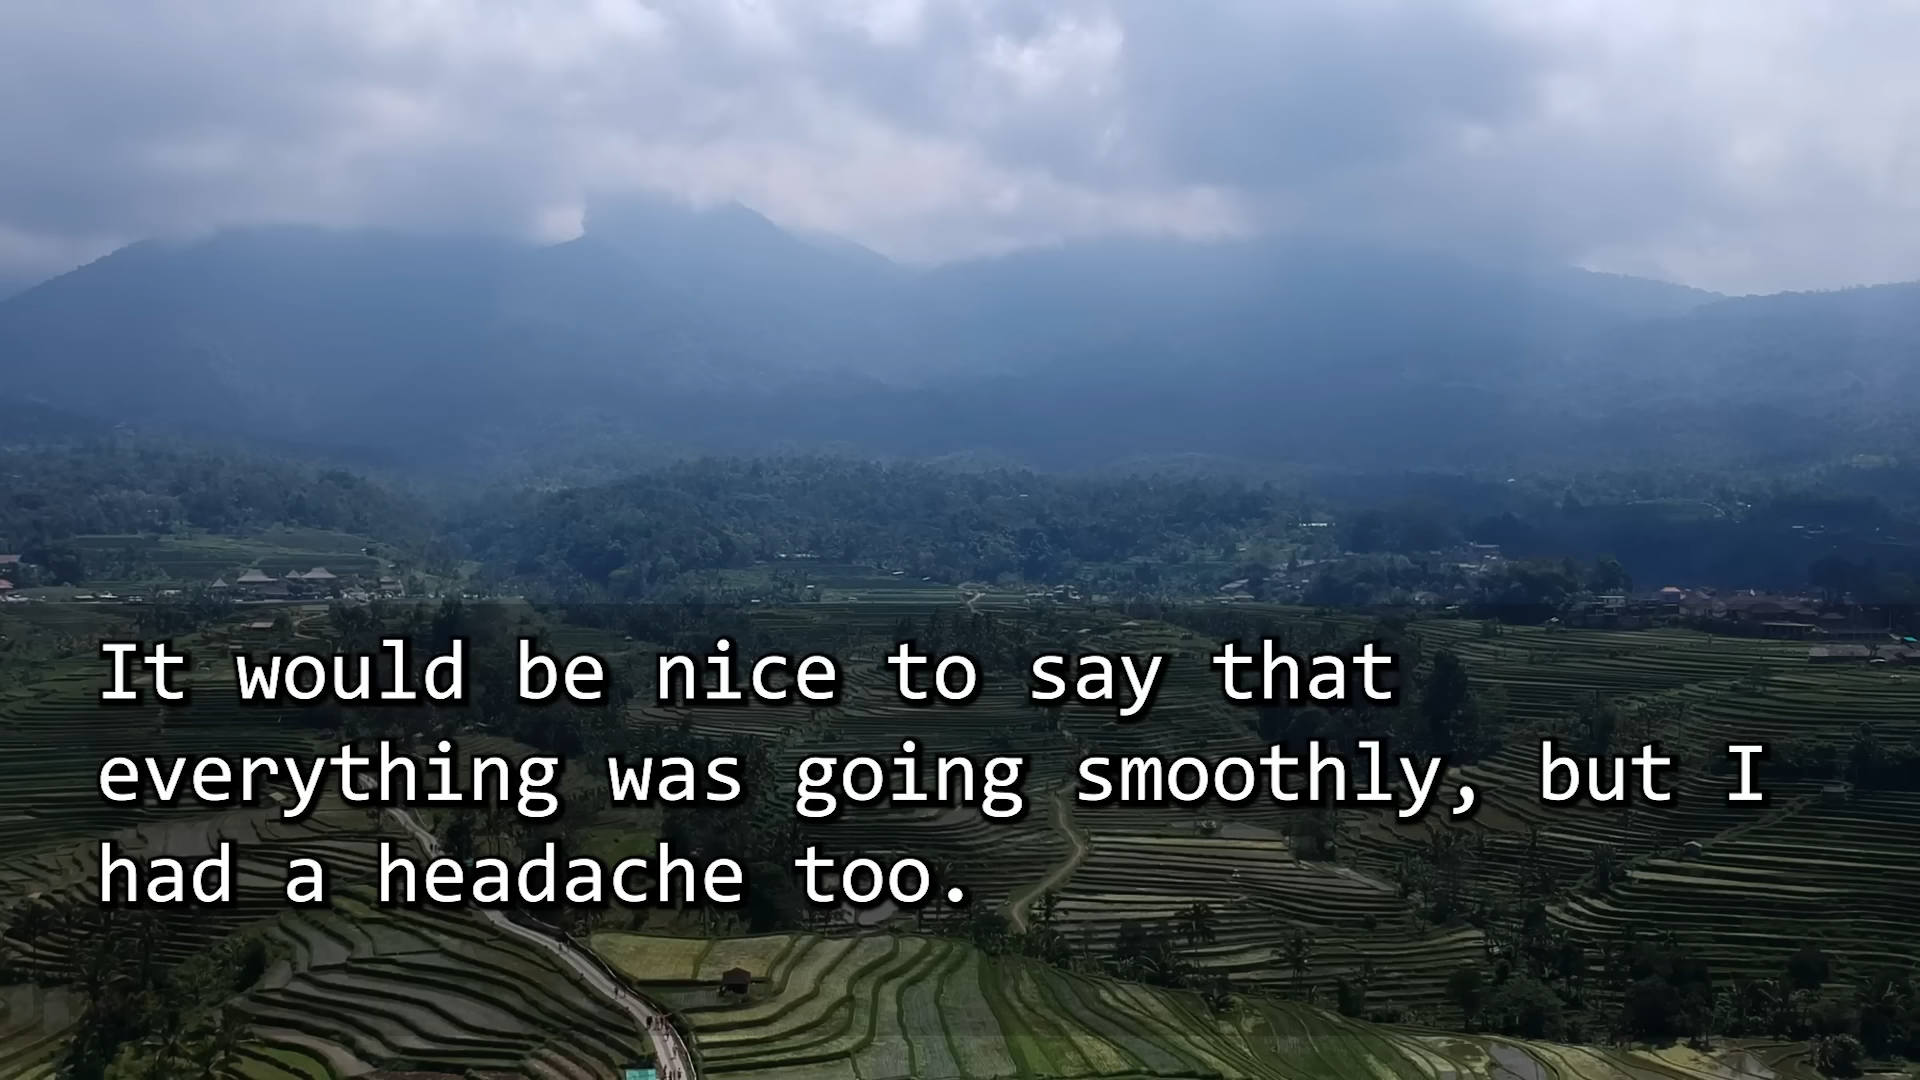 It would be nice to say that
everything was going smoothly, but I
had a headache too.